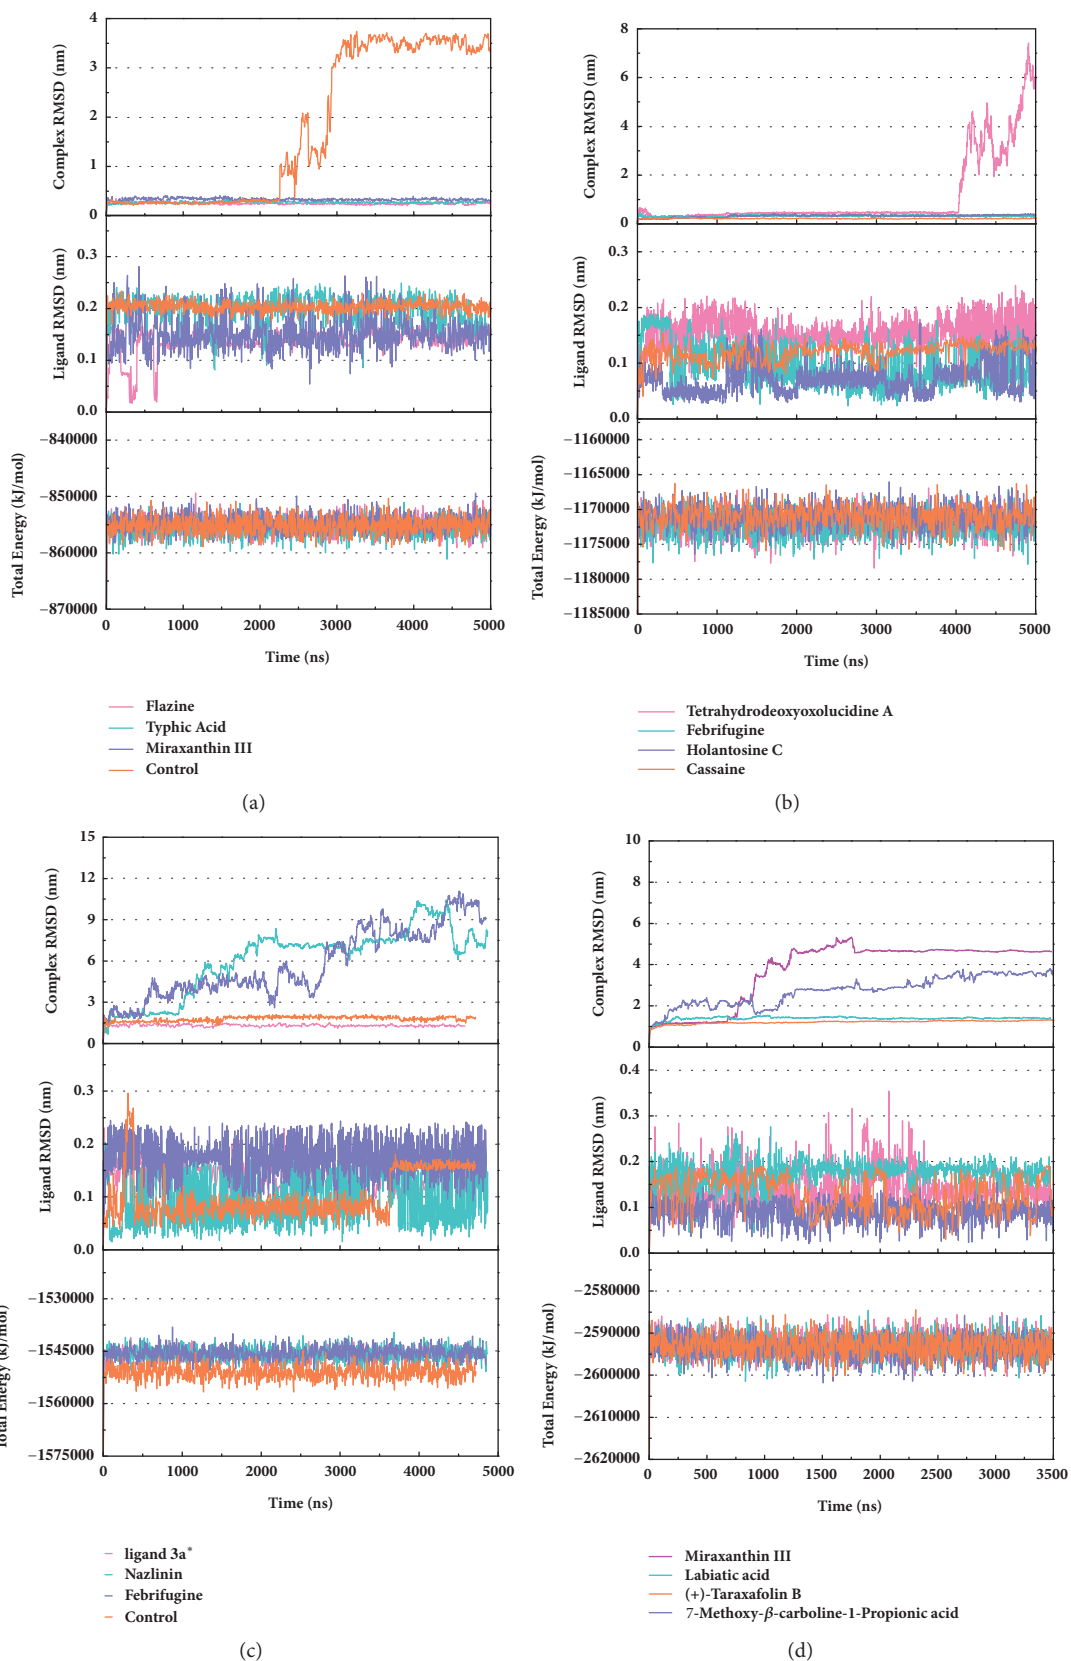 4
3
2
1
0
Complex RMSD (nm)
0.3
0.2
0.1
0.0
Ligand RMSD (nm)
−840000
−850000
−860000
−870000
Total Energy (kJ/mol)
0 1000 2000 3000 4000 5000
Time (ns)
Flazine
Typhic Acid
Miraxanthin III
Control
(a)
8
6
4
2
0
Complex RMSD (nm)
0.3
0.2
0.1
0.0
Ligand RMSD (nm)
−1160000
−1165000
−1170000
−1175000
−1180000
−1185000
Total Energy (kJ/mol)
0 1000 2000 3000 4000 5000
Time (ns)
Tetrahydrodeoxyoxolucidine A
Febrifugine
Holantosine C
Cassaine
(b)
15
12
9
6
3
0
Complex RMSD (nm)
0.3
0.2
0.1
0.0
Ligand RMSD (nm)
−1530000
−1545000
−1560000
−1575000
Total Energy (kJ/mol)
0 1000 2000 3000 4000 5000
Time (ns)
ligand 3a*
Nazlinin
Febrifugine
Control
(c)
10
8
6
4
2
0
Complex RMSD (nm)
0.4
0.3
0.2
0.1
0.0
Ligand RMSD (nm)
−2580000
−2590000
−2600000
−2610000
−2620000
Total Energy (kJ/mol)
0 500 1000 1500 2000 2500 3000 3500
Time (ns)
Miraxanthin III
Labiatic acid
(+)-Taraxafolin B
7-Methoxy-β-carboline-1-Propionic acid
(d)